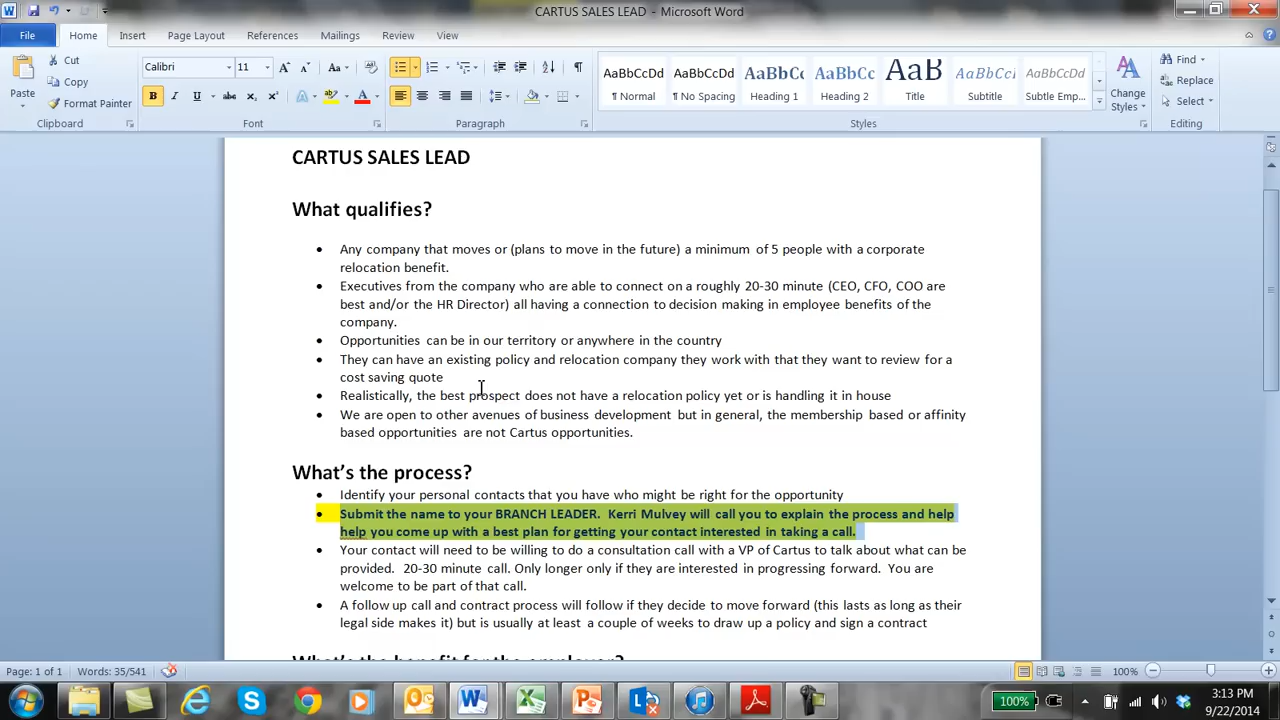 CARTUS SALES LEAD - Microsoft Word
File Home Insert Page Layout References Mailings Review View
Paste
Cut
Copy
Format Painter
Clipboard
Calibri 11
Font
Paragraph
AaBbCcDd AaBbCcDd AaBbCc AaBbCc AaB AaBbCcL AaBbCcDd
¶ Normal ¶ No Spacing Heading 1 Heading 2 Title Subtitle Subtle Emp...
Styles
Change Styles
Find
Replace
Select
Editing
CARTUS SALES LEAD
What qualifies?
• Any company that moves or (plans to move in the future) a minimum of 5 people with a corporate
relocation benefit.
• Executives from the company who are able to connect on a roughly 20-30 minute (CEO, CFO, COO are
best and/or the HR Director) all having a connection to decision making in employee benefits of the
company.
• Opportunities can be in our territory or anywhere in the country
• They can have an existing policy and relocation company they work with that they want to review for a
cost saving quote
• Realistically, the best prospect does not have a relocation policy yet or is handling it in house
• We are open to other avenues of business development but in general, the membership based or affinity
based opportunities are not Cartus opportunities.
What's the process?
• Identify your personal contacts that you have who might be right for the opportunity
• Submit the name to your BRANCH LEADER. Kerri Mulvey will call you to explain the process and help
help you come up with a best plan for getting your contact interested in taking a call.
• Your contact will need to be willing to do a consultation call with a VP of Cartus to talk about what can be
provided. 20-30 minute call. Only longer only if they are interested in progressing forward. You are
welcome to be part of that call.
• A follow up call and contract process will follow if they decide to move forward (this lasts as long as their
legal side makes it) but is usually at least a couple of weeks to draw up a policy and sign a contract
What's the benefit for the employer?
Page: 1 of 1 Words: 35/541 100%
100% 3:13 PM
9/22/2014